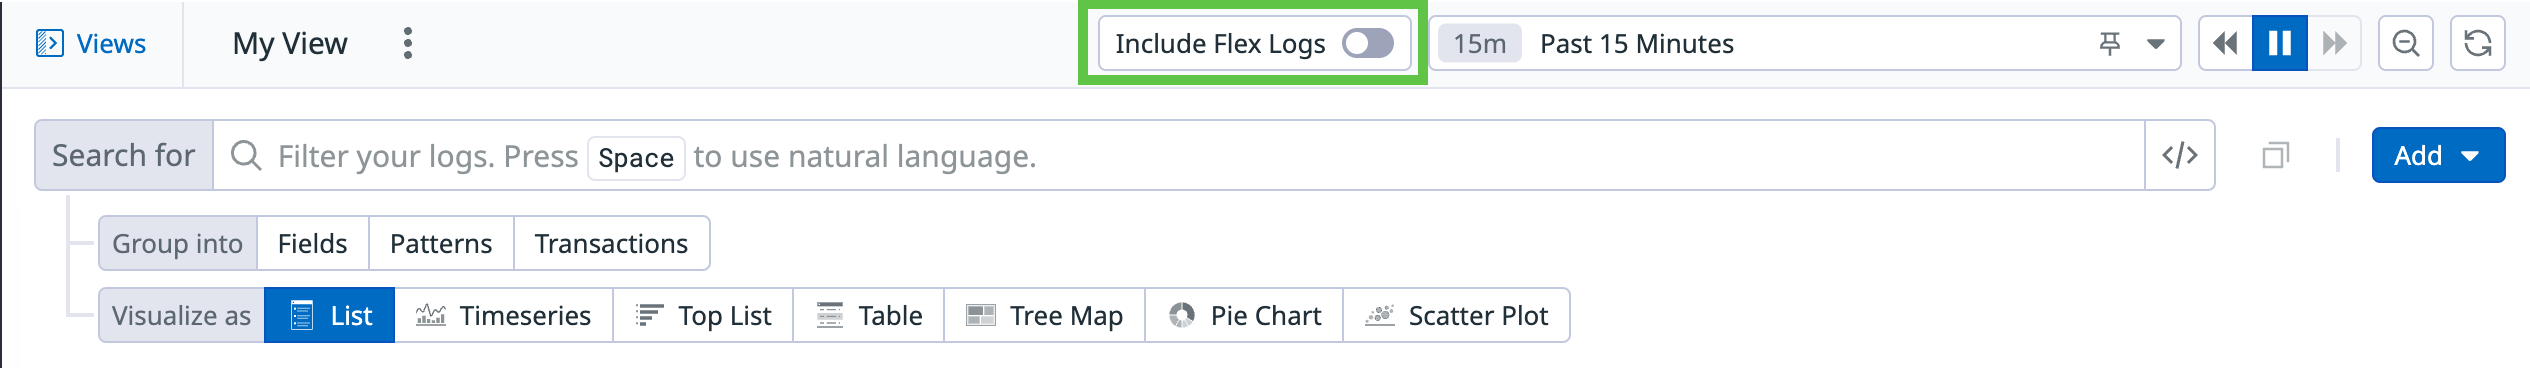 Views My View Include Flex Logs 15m Past 15 Minutes
Search for Filter your logs. Press Space to use natural language. </> Add
Group into Fields Patterns Transactions
Visualize as List Timeseries Top List Table Tree Map Pie Chart Scatter Plot